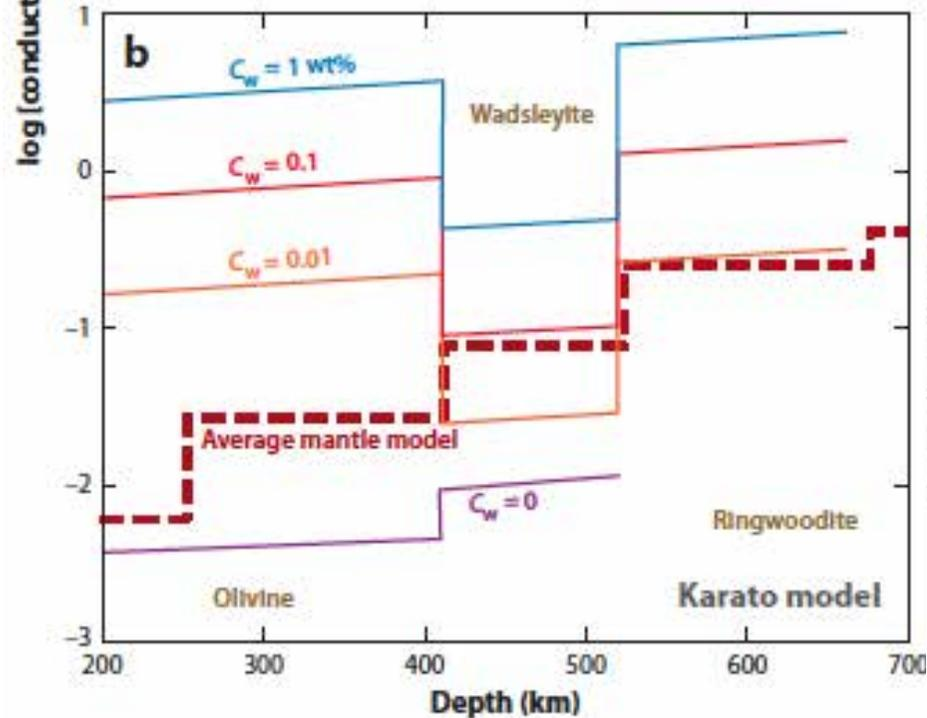 log (conduct
1
b
C_w = 1 wt%
Wadsleyite
C_w = 0.1
0
C_w = 0.01
−1
Average mantle model
−2
C_w = 0
Ringwoodite
Olivine
Karato model
−3
200 300 400 500 600 700
Depth (km)